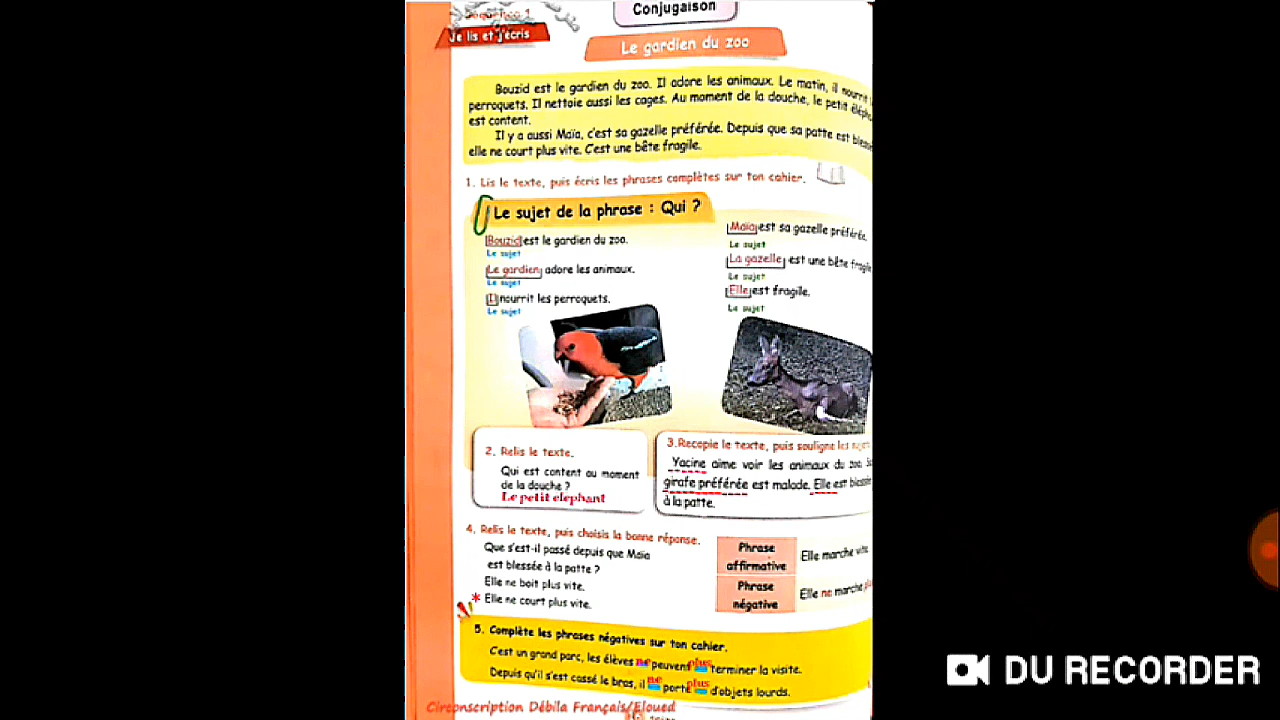 Séquence 1
Conjugaison
Je lis et j'écris
Le gardien du zoo
Bouzid est le gardien du zoo. Il adore les animaux. Le matin, il nourrit
perroquets. Il nettoie aussi les cages. Au moment de la douche, le petit
est content.
Il y a aussi Maïa, c'est sa gazelle préférée. Depuis que sa patte est
elle ne court plus vite. C'est une bête fragile.
1. Lis le texte, puis écris les phrases complètes sur ton cahier.
Le sujet de la phrase : Qui ?
Bouzid est le gardien du zoo.
Le sujet
Le gardien adore les animaux.
Le sujet
Il nourrit les perroquets.
Le sujet
Maïa est sa gazelle préférée.
Le sujet
La gazelle est une bête
Le sujet
Elle est fragile.
Le sujet
2. Relis le texte.
Qui est content au moment
de la douche ?
Le petit elephant
3.Recopie le texte, puis souligne les
Yacine aime voir les animaux du zoo.
girafe préférée est malade. Elle est
à la patte.
4. Relis le texte, puis choisis la bonne réponse.
Que s'est-il passé depuis que Maïa
est blessée à la patte ?
Elle ne boit plus vite.
* Elle ne court plus vite.
Phrase
affirmative
Elle marche vite
Phrase
négative
Elle ne marche
5. Complète les phrases négatives sur ton cahier.
C'est un grand parc, les élèves ne peuvent plus terminer la visite.
Depuis qu'il s'est cassé le bras, il ne porte plus d'objets lourds.
Circonscription Débila Français/Eloued
DU RECORDER